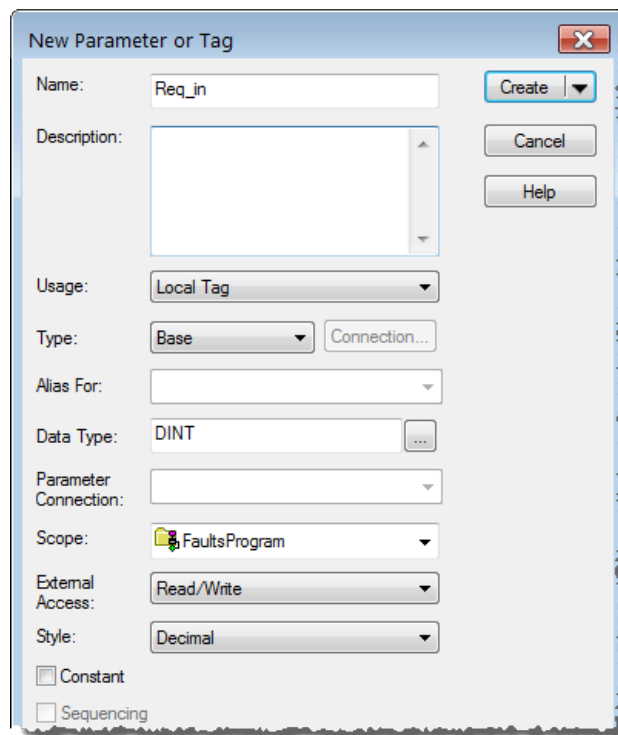 New Parameter or Tag
Name: Req_in Create
Description: Cancel
Help
Usage: Local Tag
Type: Base Connection...
Alias For:
Data Type: DINT ...
Parameter
Connection:
Scope: FaultsProgram
External
Access: Read/Write
Style: Decimal
Constant
Sequencing